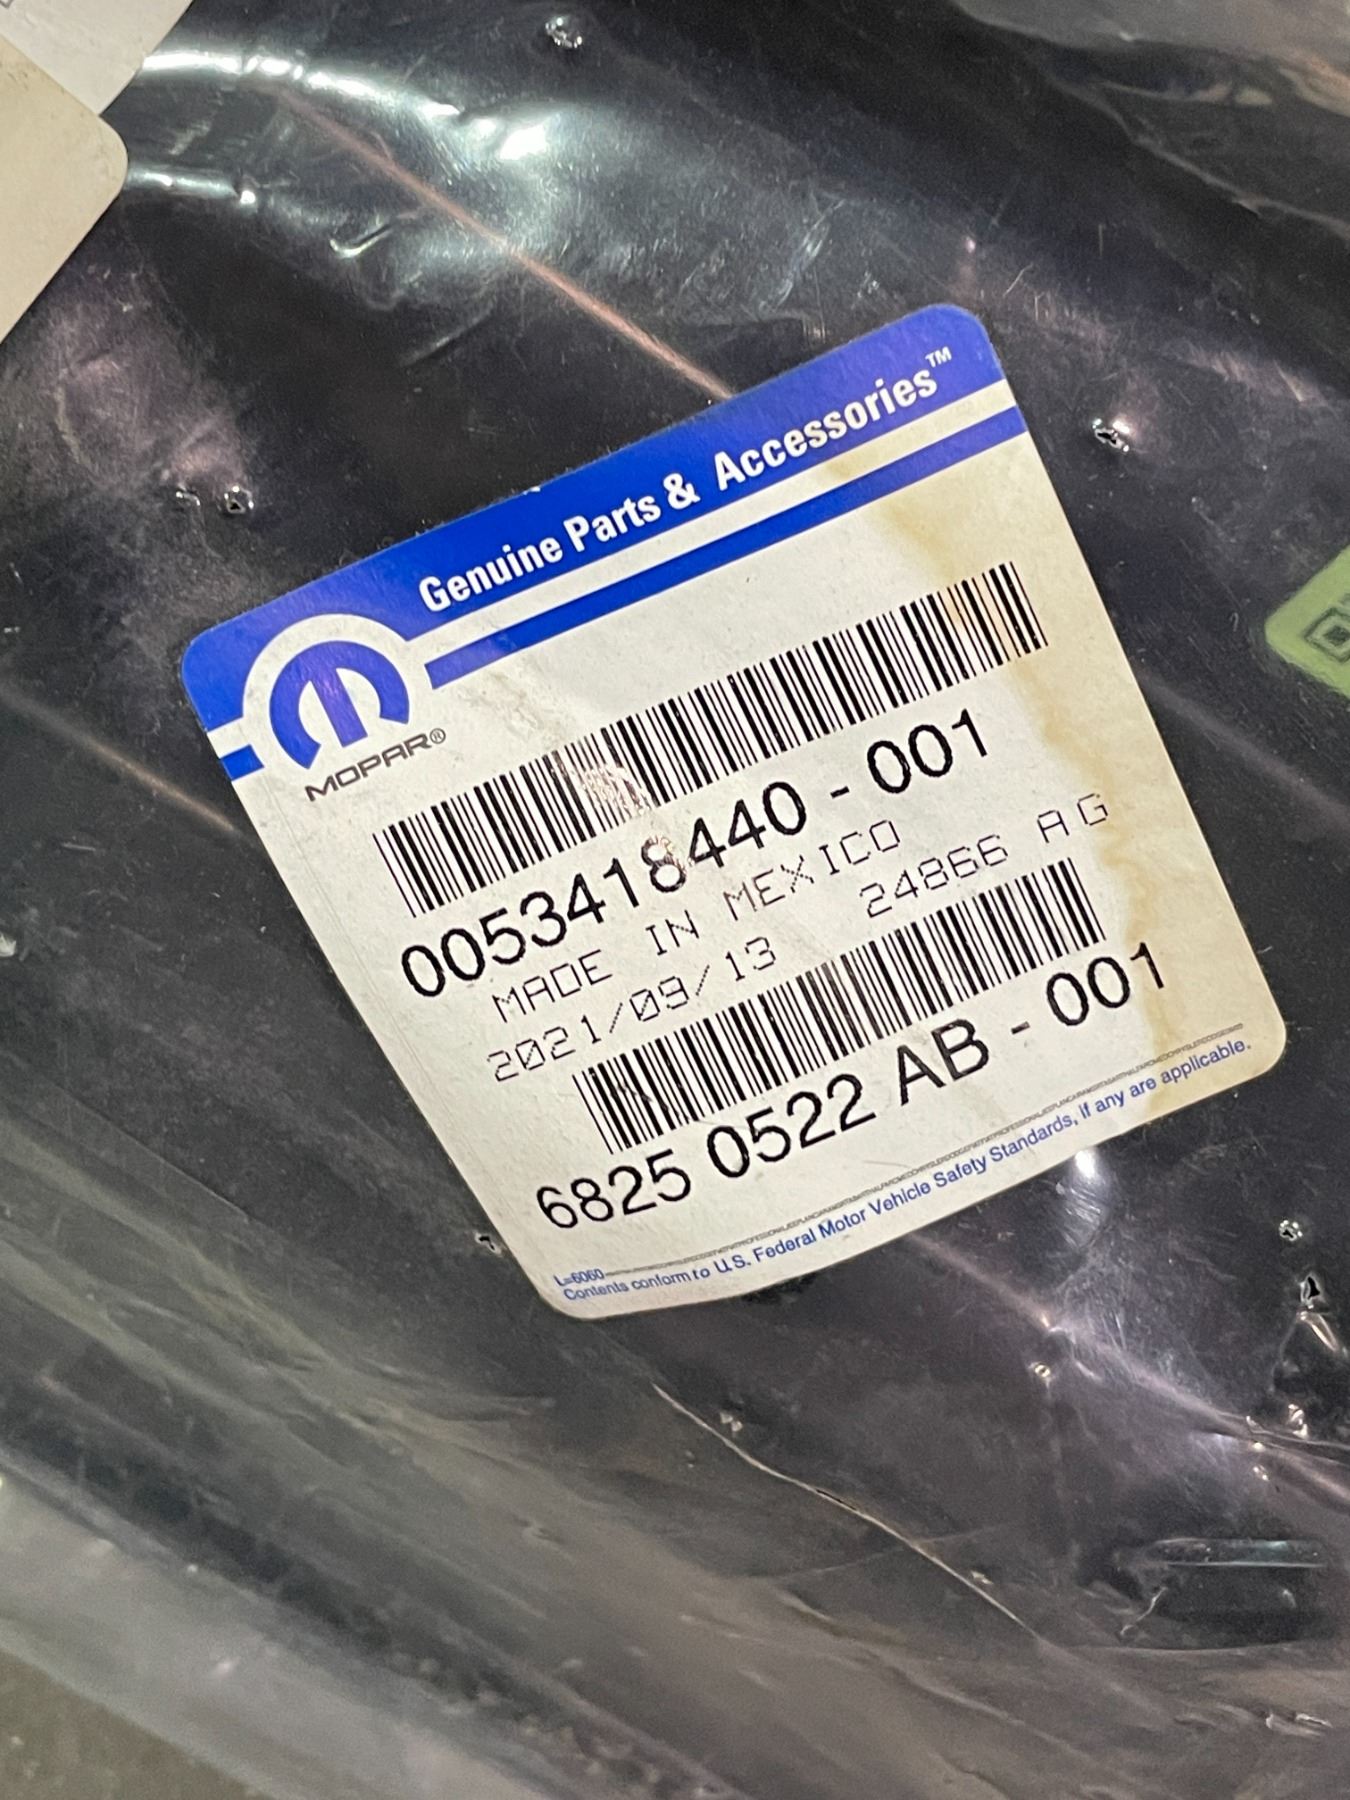 Genuine Parts & Accessories™
MOPAR®
0053418440-001
MADE IN MEXICO
2021/09/13 24866 AG
6825 0522 AB-001
L=6060
Contents conform to U.S. Federal Motor Vehicle Safety Standards, if any are applicable.